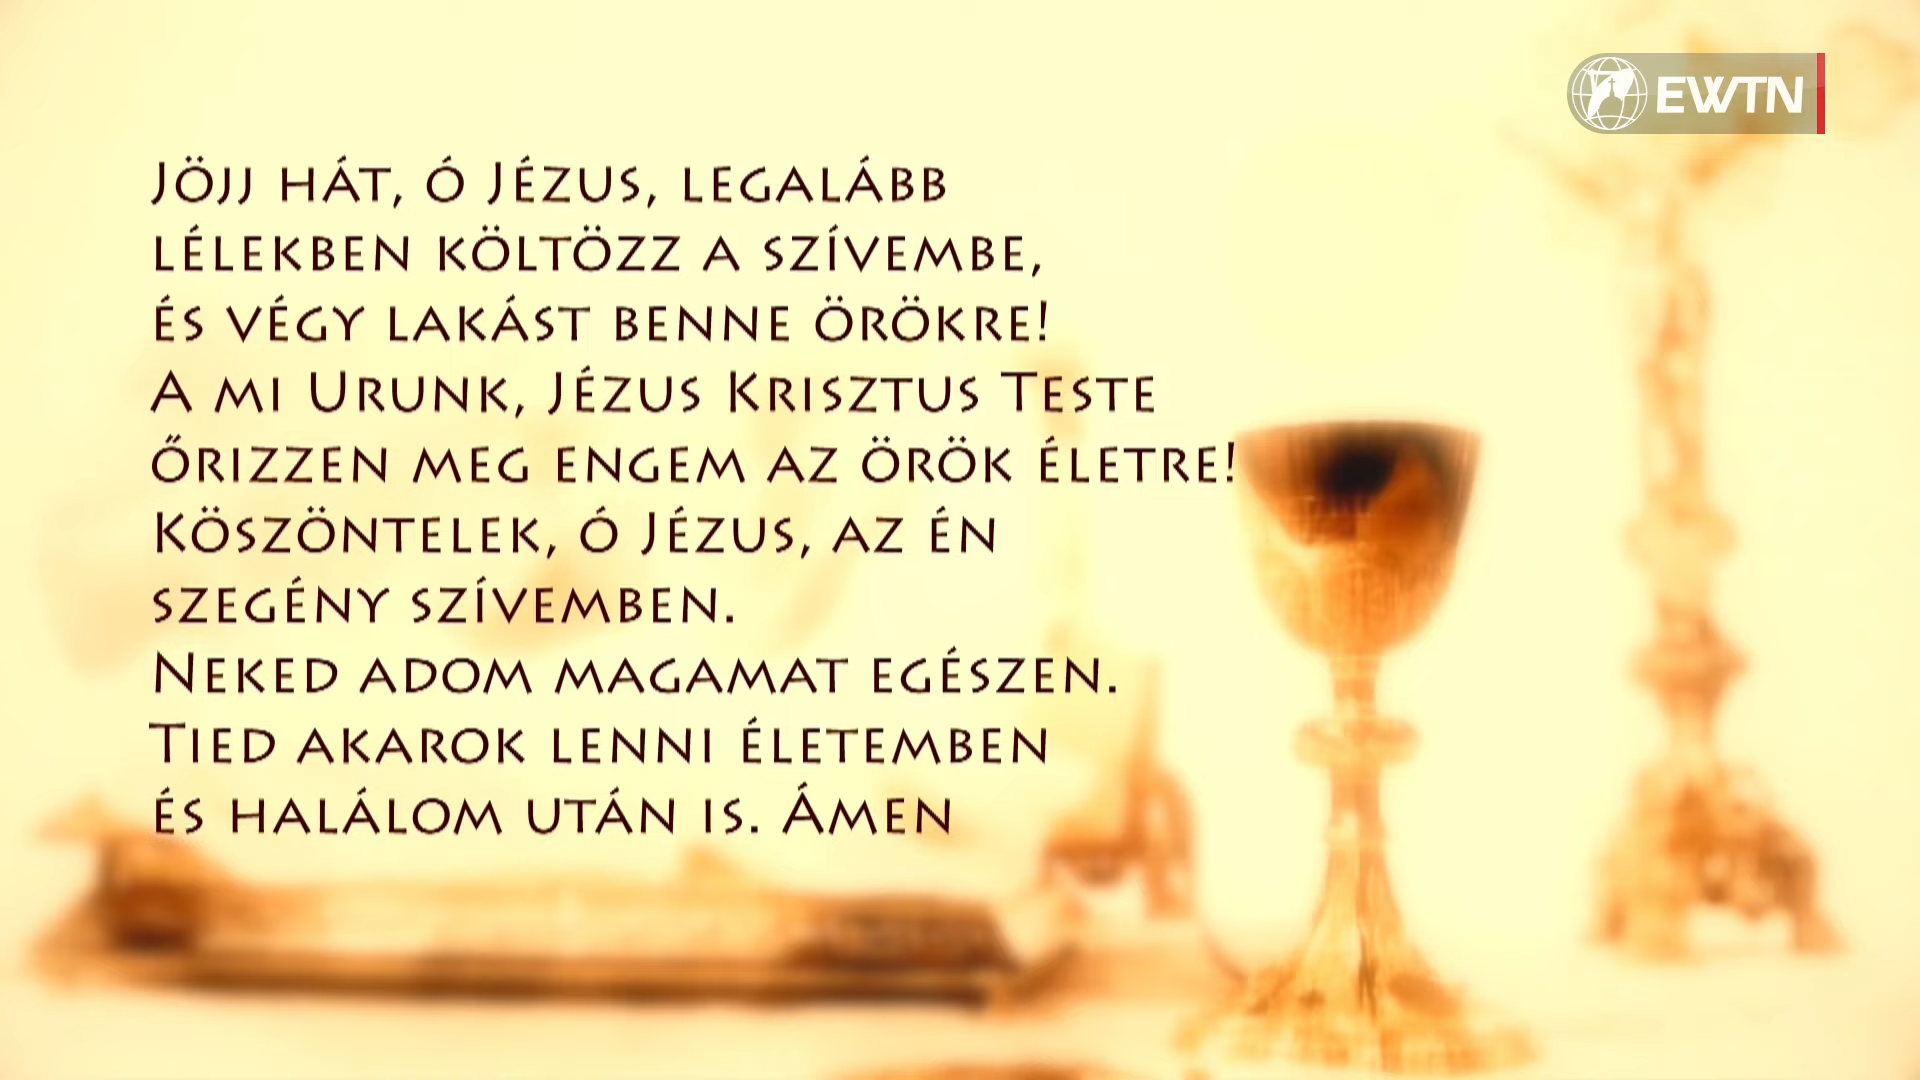 EWTN
Jöjj hát, ó Jézus, legalább
lélekben költözz a szívembe,
és végy lakást benne örökre!
A mi Urunk, Jézus Krisztus Teste
őrizzen meg engem az örök életre!
Köszöntelek, ó Jézus, az én
szegény szívemben.
Neked adom magamat egészen.
Tied akarok lenni életemben
és halálom után is. Ámen